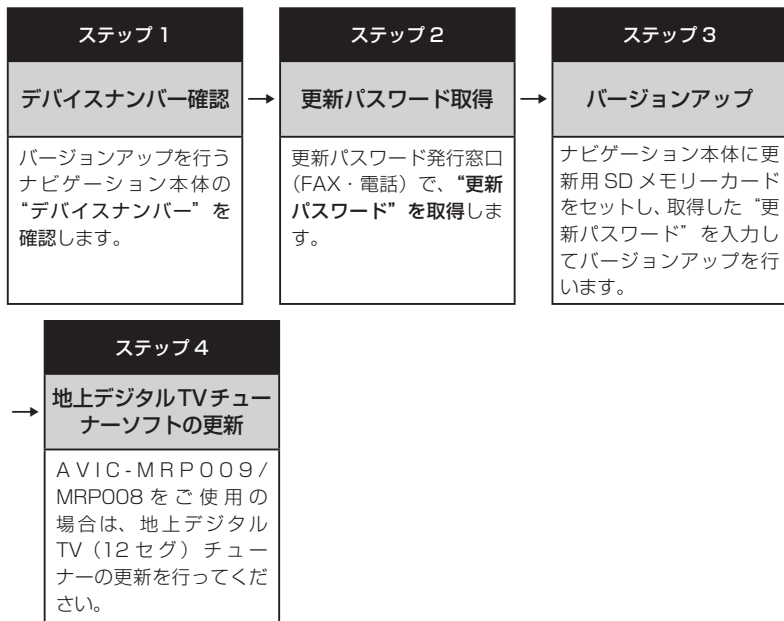 ステップ 1
デバイスナンバー確認
バージョンアップを行う
ナビゲーション本体の
“デバイスナンバー”を
確認します。
→
ステップ 2
更新パスワード取得
更新パスワード発行窓口
（FAX・電話）で、“更新
パスワード”を取得しま
す。
→
ステップ 3
バージョンアップ
ナビゲーション本体に更
新用 SD メモリーカード
をセットし、取得した“更
新パスワード”を入力し
てバージョンアップを行
います。
→
ステップ 4
地上デジタルTVチュー
ナーソフトの更新
AVIC-MRP009/
MRP008をご使用の
場合は、地上デジタル
TV（12セグ）チュー
ナーの更新を行ってくだ
さい。